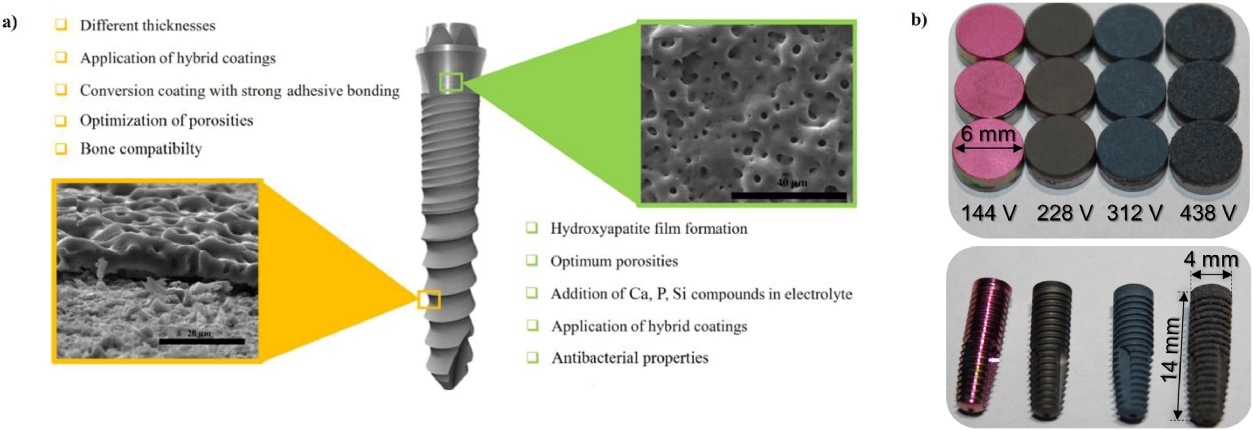 a)
Different thicknesses
Application of hybrid coatings
Conversion coating with strong adhesive bonding
Optimization of porosities
Bone compatibilty
20 µm
40 µm
Hydroxyapatite film formation
Optimum porosities
Addition of Ca, P, Si compounds in electrolyte
Application of hybrid coatings
Antibacterial properties
b)
6 mm
144 V 228 V 312 V 438 V
4 mm
14 mm